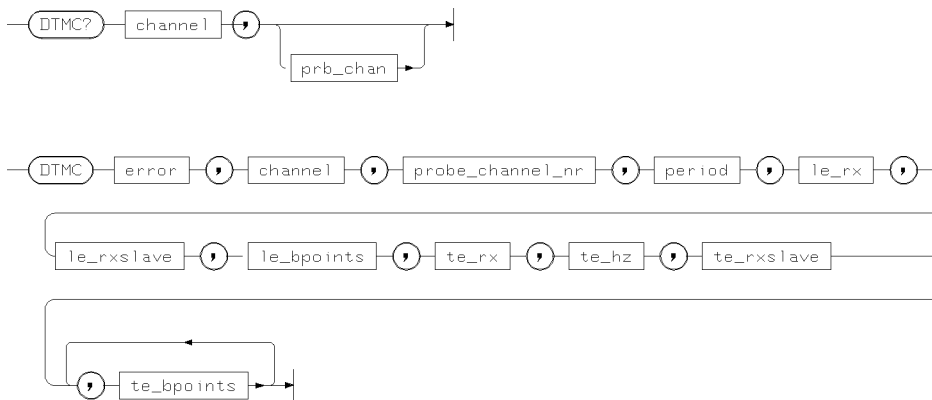 DTMC? channel ,
prb_chan
DTMC error , channel , probe_channel_nr , period , le_rx ,
le_rxslave , le_bpoints , te_rx , te_hz , te_rxslave
, te_bpoints